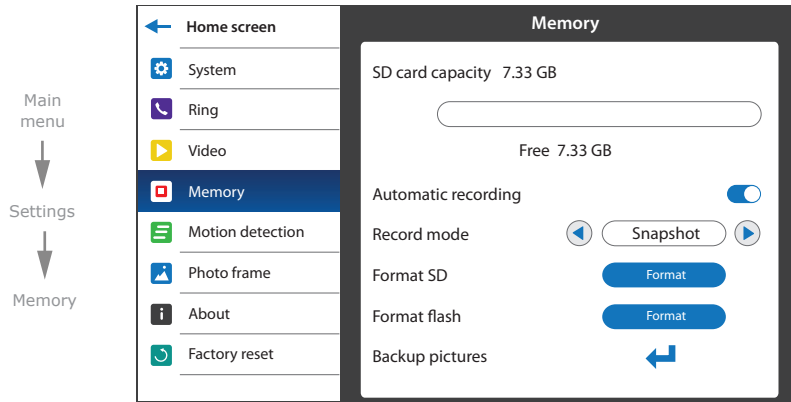 Main
menu
Settings
Memory
Home screen
System
Ring
Video
Memory
Motion detection
Photo frame
About
Factory reset
Memory
SD card capacity 7.33 GB
Free 7.33 GB
Automatic recording
Record mode Snapshot
Format SD Format
Format flash Format
Backup pictures